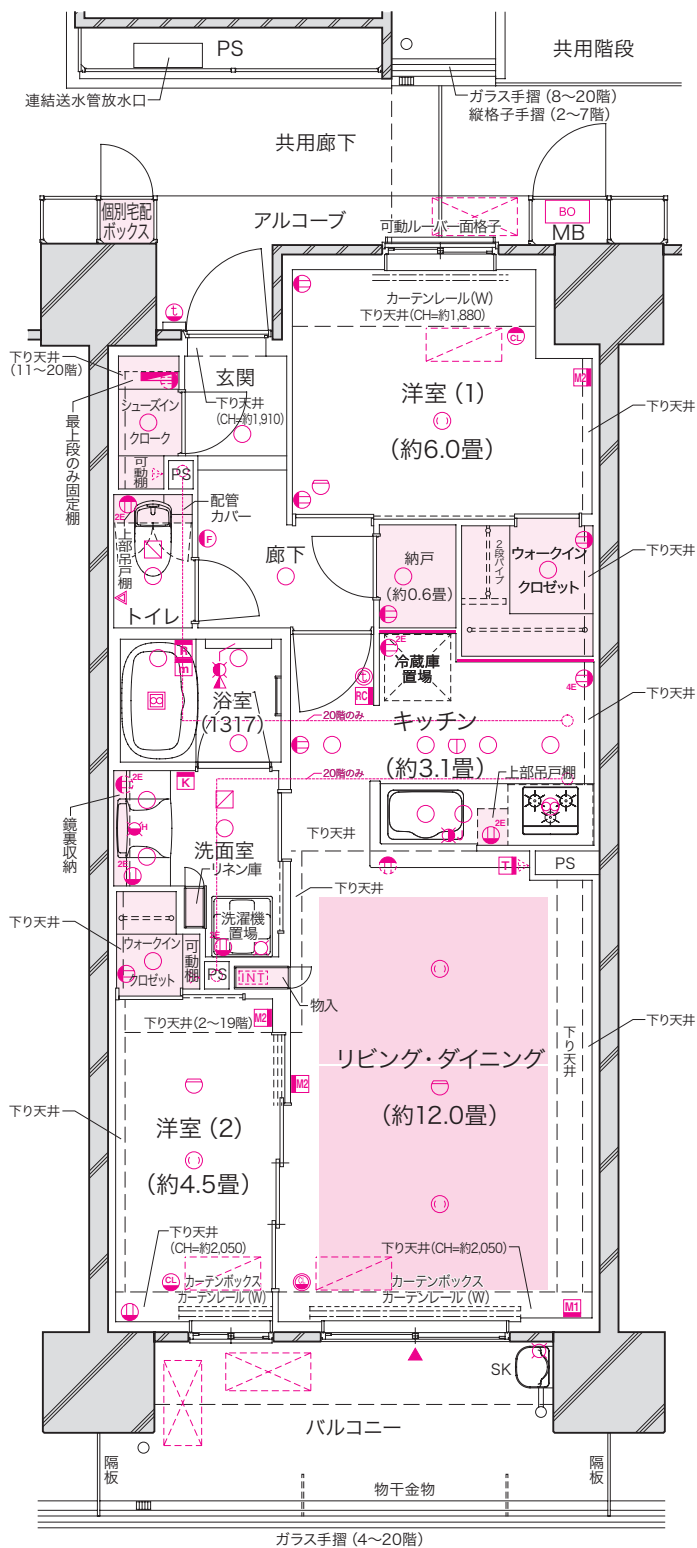 PS
共用階段
連結送水管放水口
ガラス手摺 (8〜20階)
縦格子手摺 (2〜7階)
共用廊下
個別宅配
ボックス
アルコーブ
可動ルーバー面格子
BO
MB
カーテンレール(W)
下り天井(CH=約1,880)
t
CL
下り天井
(11〜20階)
玄関
下り天井
(CH=約1,910)
洋室 (1)
(約6.0畳)
M2
下り天井
最上段のみ固定棚
シューズイン
クローク
可動棚
PS
配管
カバー
2E
上部吊戸棚
F
廊下
納戸
(約0.6畳)
2段パイプ
ウォークイン
クロゼット
下り天井
トイレ
2E
冷蔵庫
置場
4E
R
m
t
RC
浴室
(1317)
20階のみ
キッチン
(約3.1畳)
下り天井
20階のみ
上部吊戸棚
2E
K
2E
H
2E
鏡裏収納
洗面室
リネン庫
下り天井
T
PS
下り天井
洗濯機
置場
2E
下り天井
ウォークイン
クロゼット
可動棚
PS
INT
物入
下り天井(2〜19階)
M2
下り天井
下り天井
リビング・ダイニング
(約12.0畳)
M2
下り天井
洋室 (2)
(約4.5畳)
下り天井
(CH=約2,050)
下り天井(CH=約2,050)
CL
カーテンボックス
カーテンレール (W)
カーテンボックス
カーテンレール (W)
M1
SK
バルコニー
隔板
物干金物
隔板
ガラス手摺 (4〜20階)